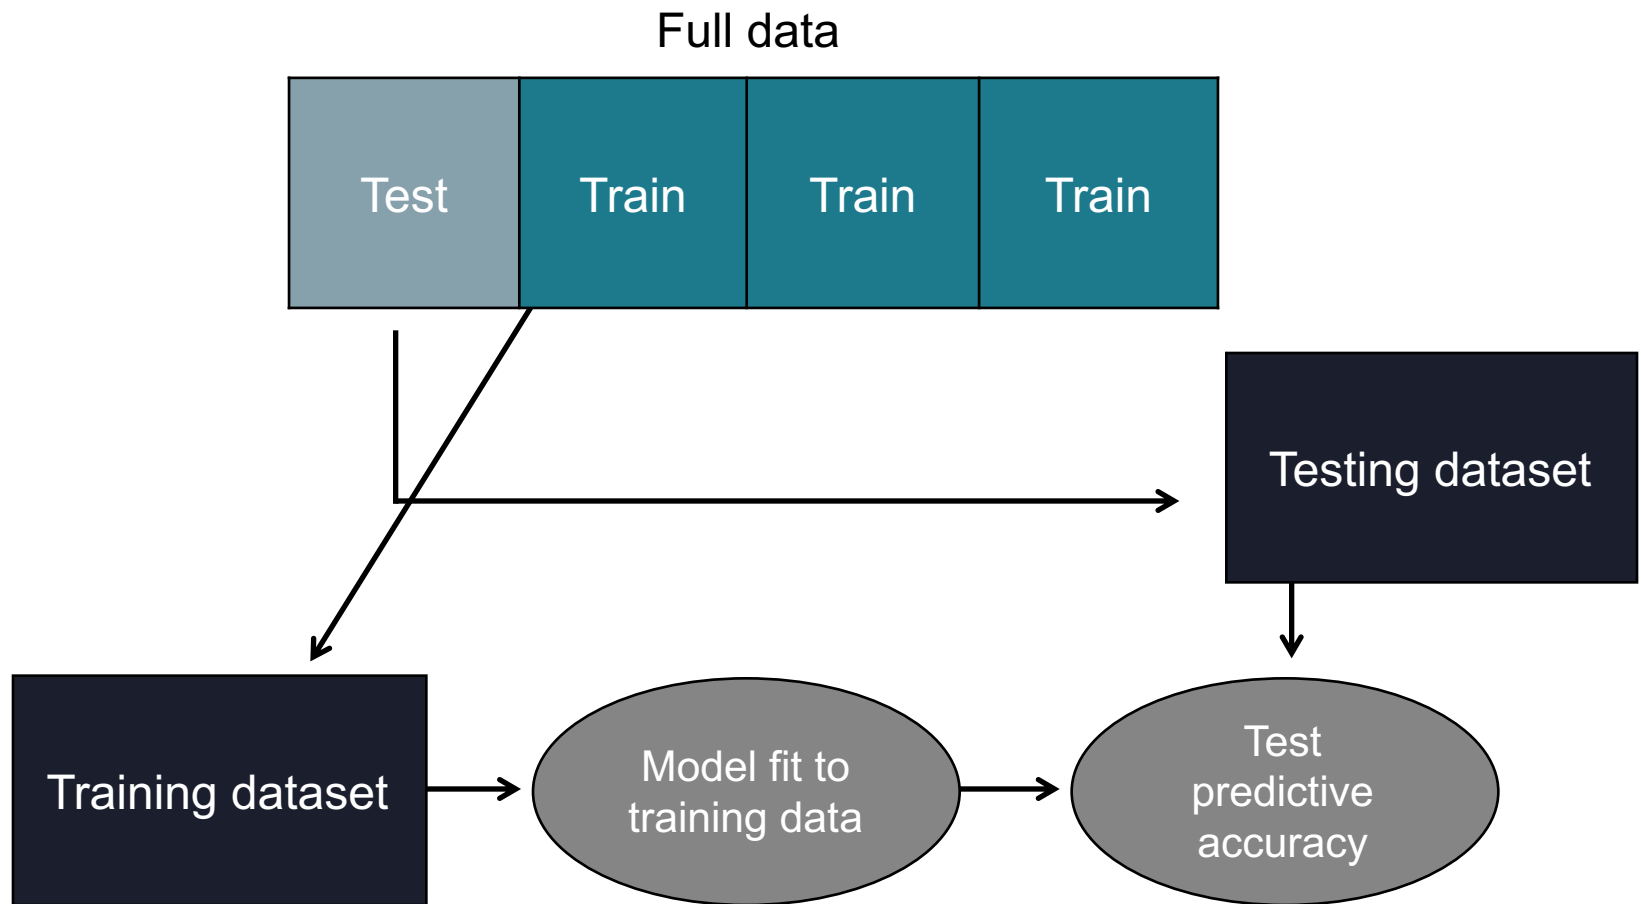 Full data
Test
Train
Train
Train
Testing dataset
Training dataset
Model fit to
training data
Test
predictive
accuracy